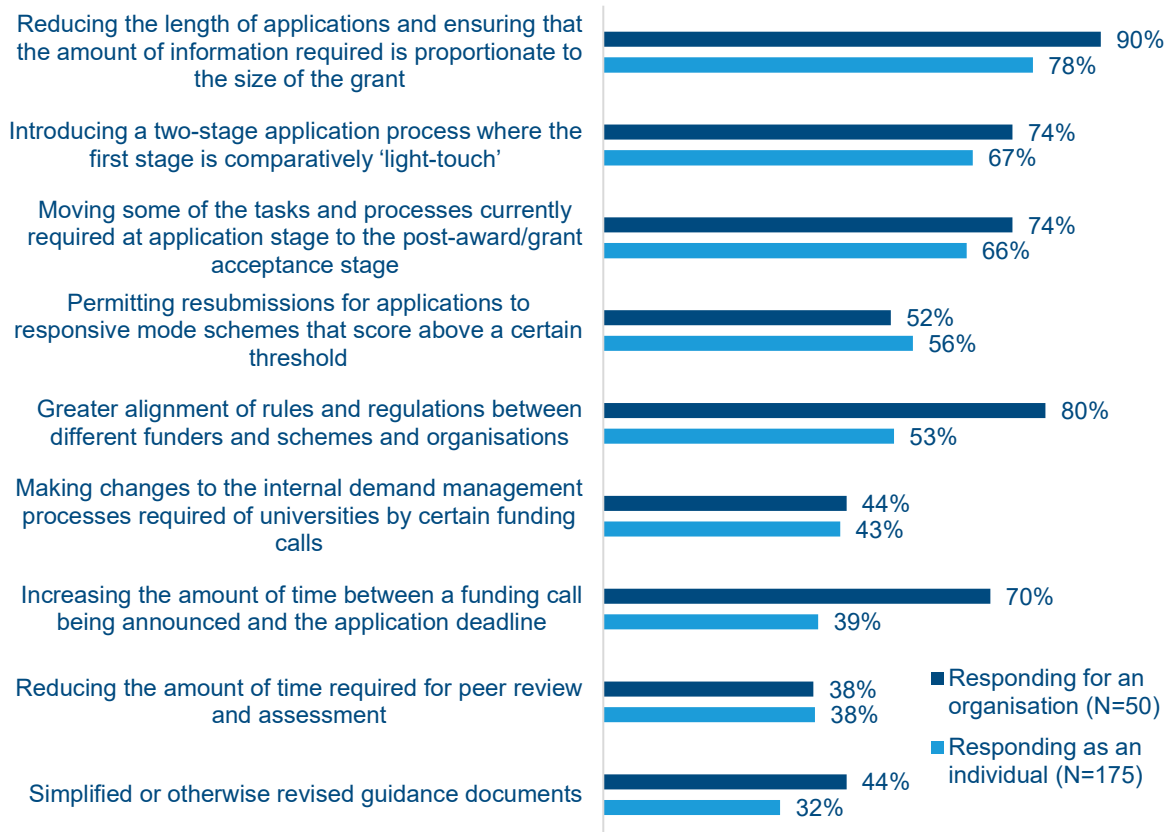 Reducing the length of applications and ensuring that
the amount of information required is proportionate to
the size of the grant
90%
78%
Introducing a two-stage application process where the
first stage is comparatively ‘light-touch’
74%
67%
Moving some of the tasks and processes currently
required at application stage to the post-award/grant
acceptance stage
74%
66%
Permitting resubmissions for applications to
responsive mode schemes that score above a certain
threshold
52%
56%
Greater alignment of rules and regulations between
different funders and schemes and organisations
80%
53%
Making changes to the internal demand management
processes required of universities by certain funding
calls
44%
43%
Increasing the amount of time between a funding call
being announced and the application deadline
70%
39%
Reducing the amount of time required for peer review
and assessment
38%
38%
Simplified or otherwise revised guidance documents
44%
32%
Responding for an
organisation (N=50)
Responding as an
individual (N=175)